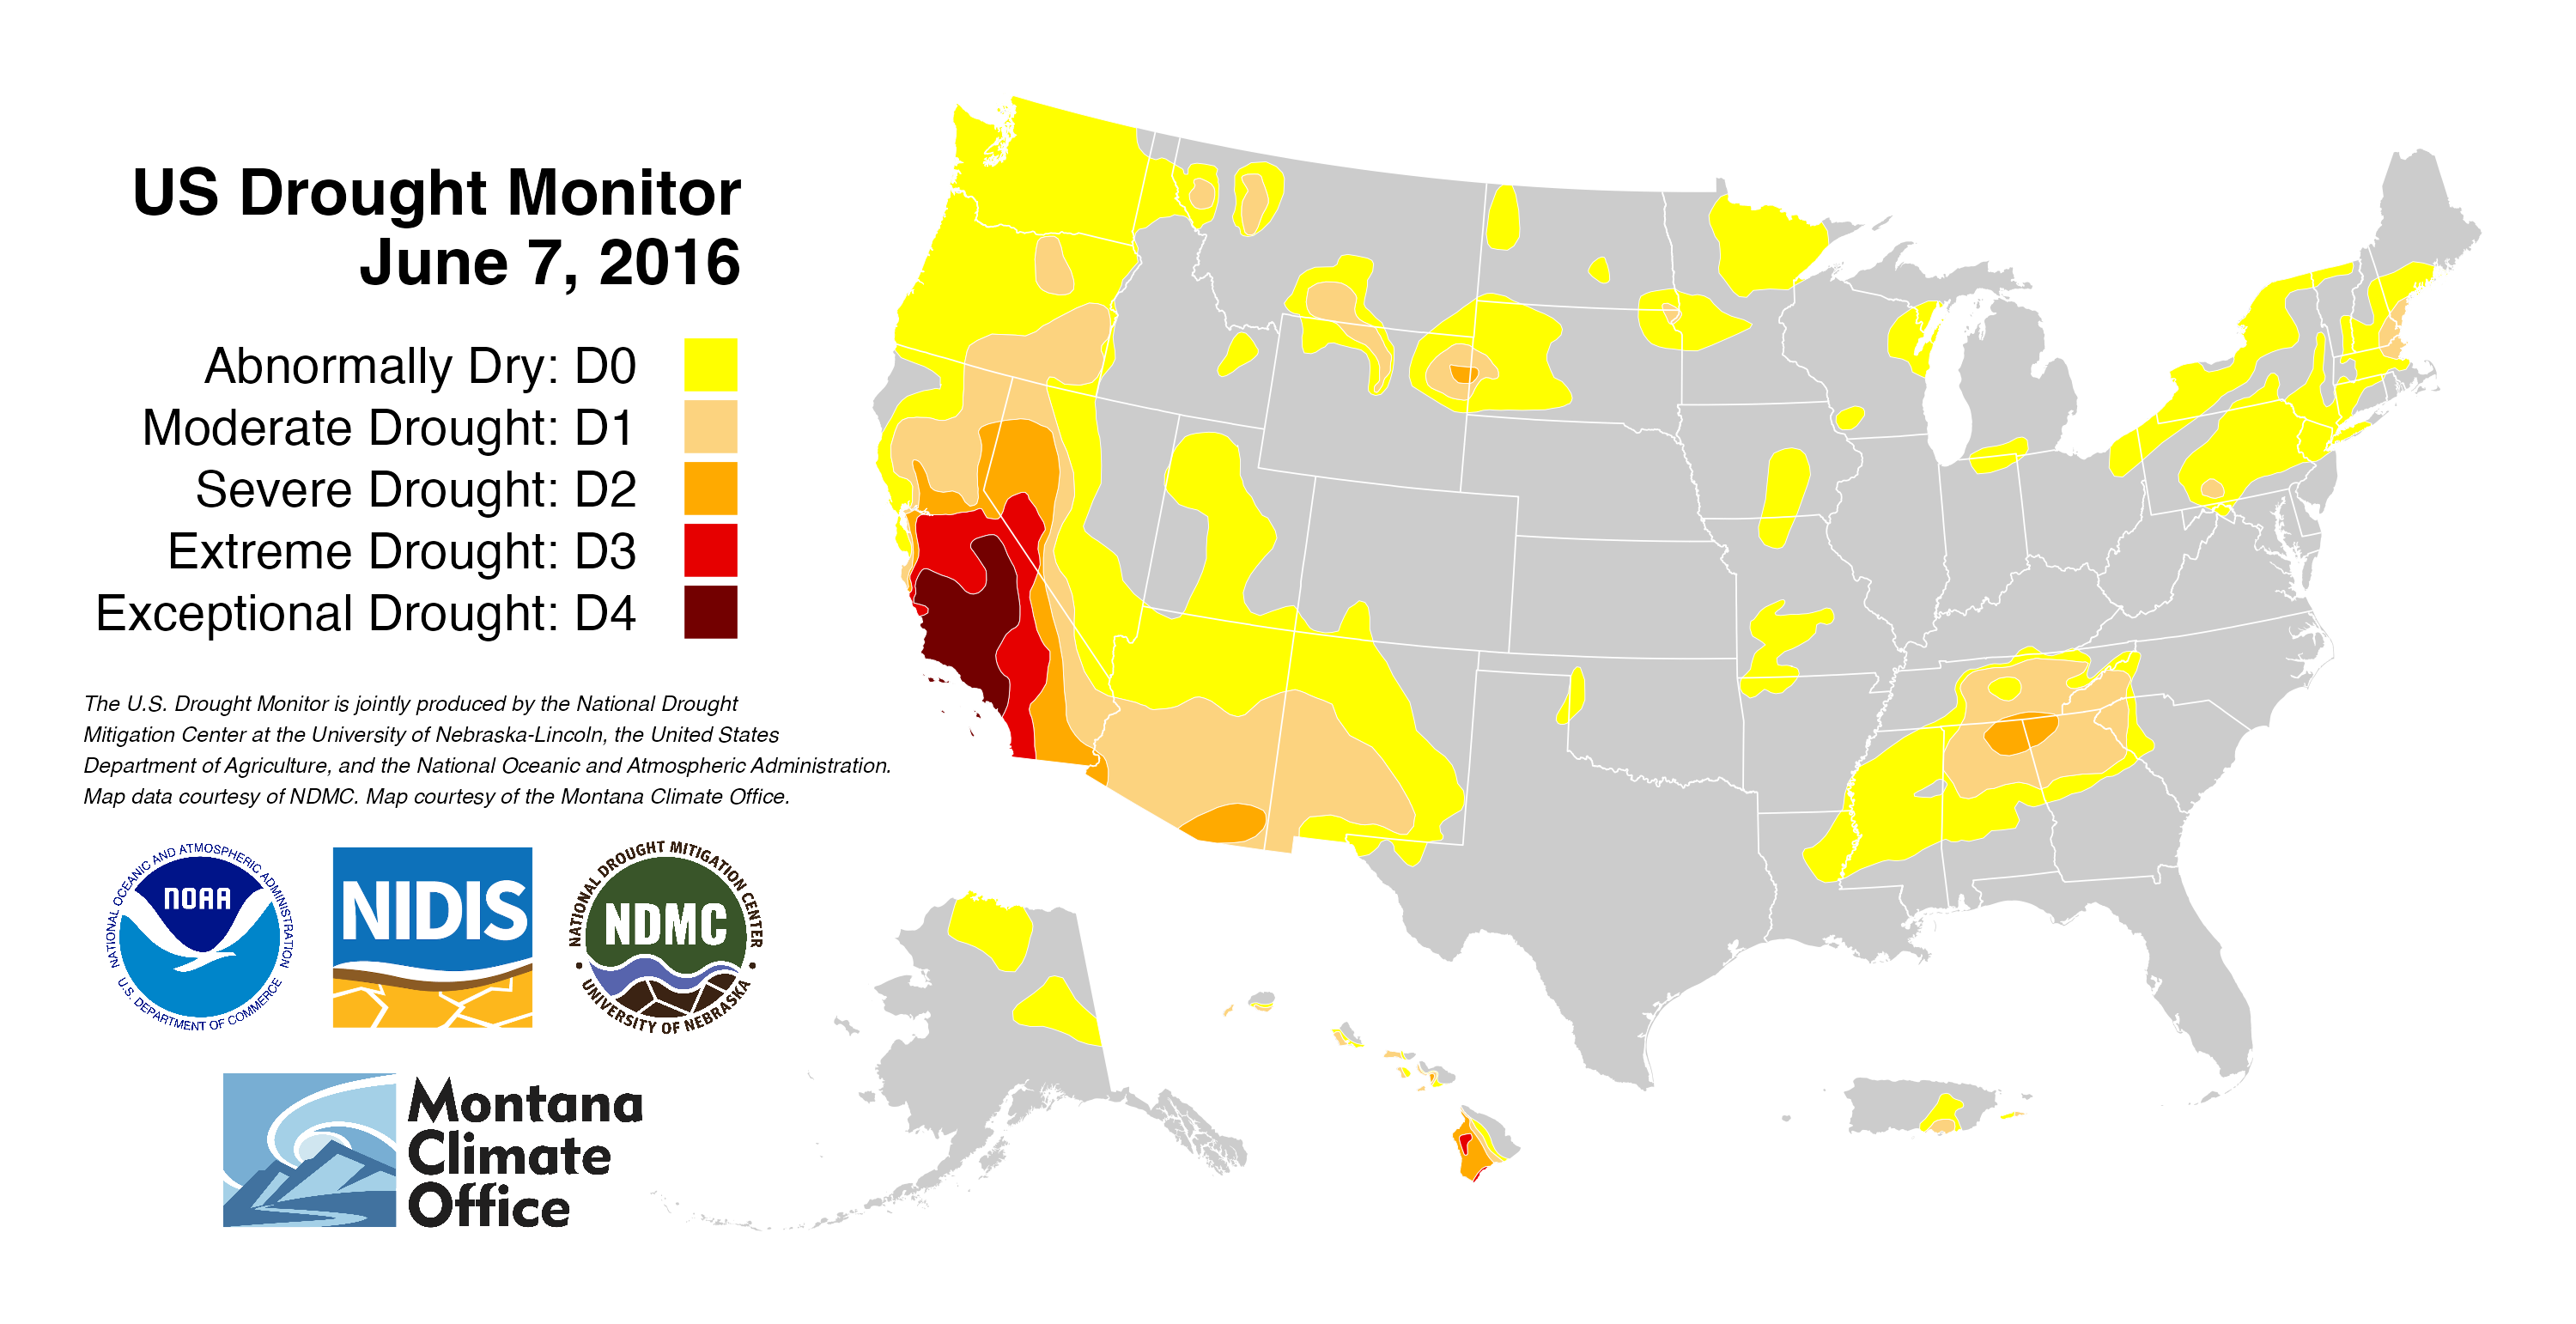 US Drought Monitor
June 7, 2016
Abnormally Dry: D0
Moderate Drought: D1
Severe Drought: D2
Extreme Drought: D3
Exceptional Drought: D4
The U.S. Drought Monitor is jointly produced by the National Drought
Mitigation Center at the University of Nebraska-Lincoln, the United States
Department of Agriculture, and the National Oceanic and Atmospheric Administration.
Map data courtesy of NDMC. Map courtesy of the Montana Climate Office.
NATIONAL OCEANIC AND ATMOSPHERIC ADMINISTRATION
NOAA
U.S. DEPARTMENT OF COMMERCE
NIDIS
NATIONAL DROUGHT MITIGATION CENTER
NDMC
UNIVERSITY OF NEBRASKA
Montana
Climate
Office